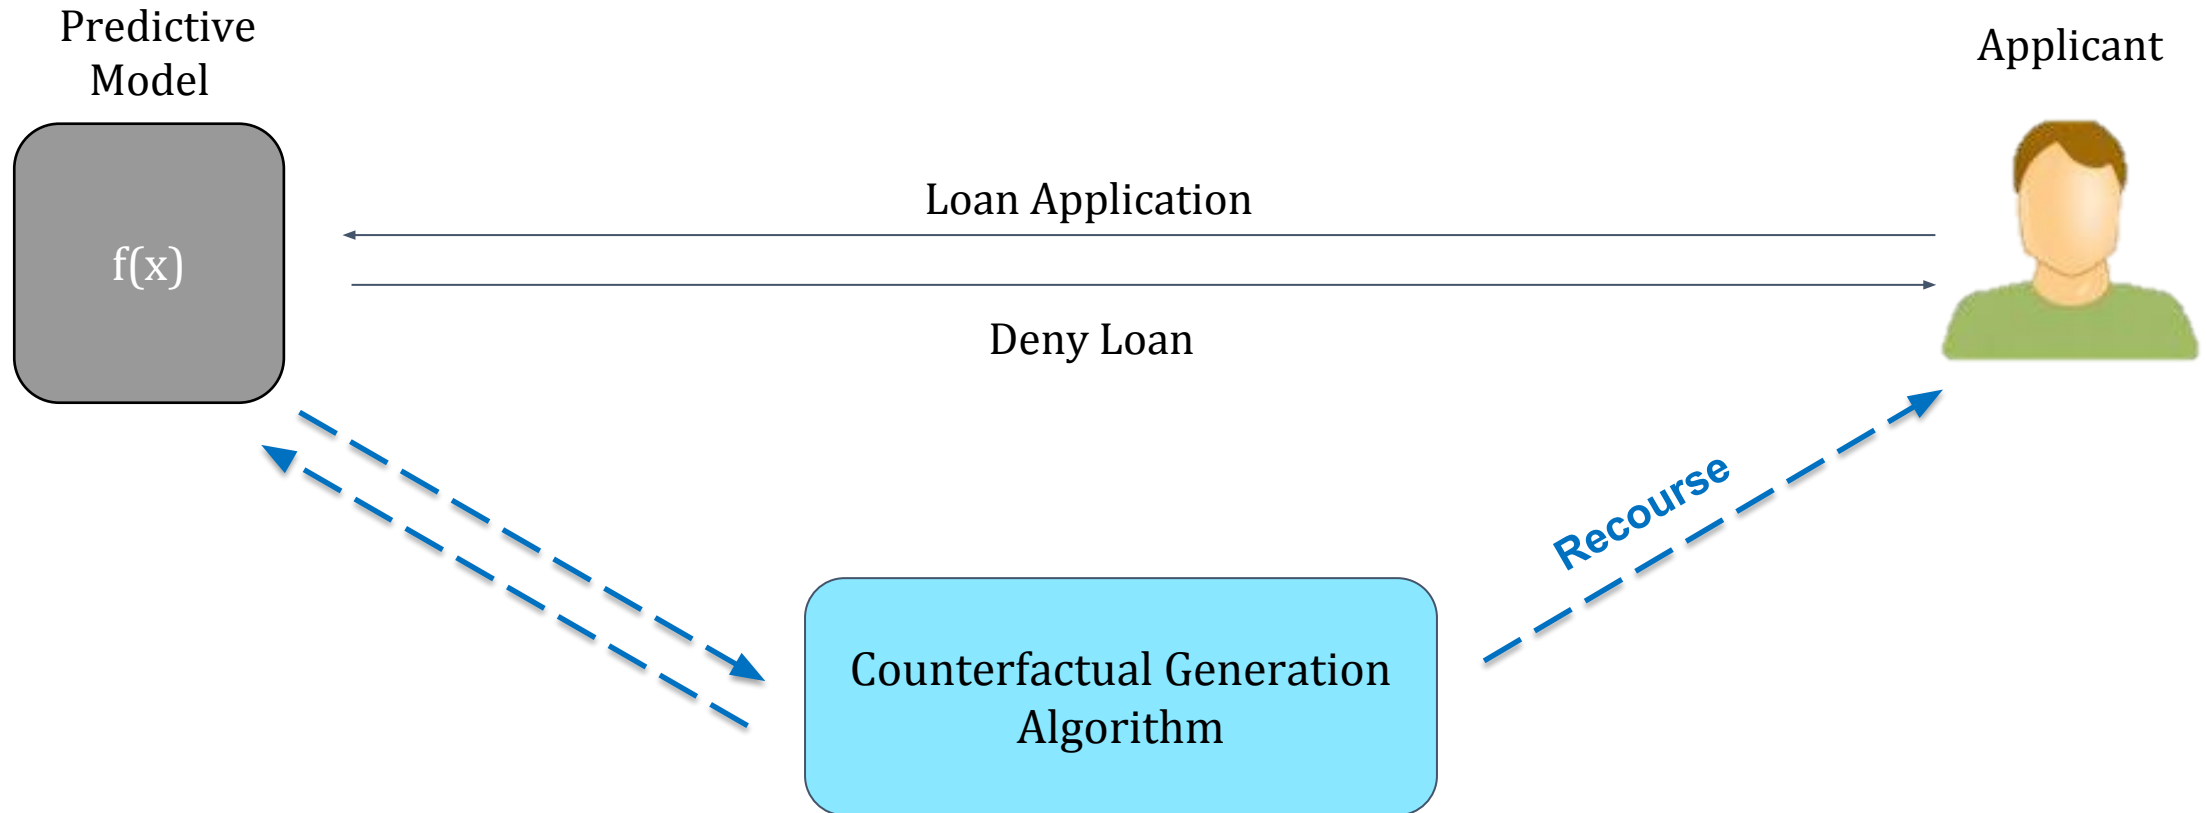 Predictive
Model
Applicant
f(x)
Loan Application
Deny Loan
Recourse
Counterfactual Generation
Algorithm